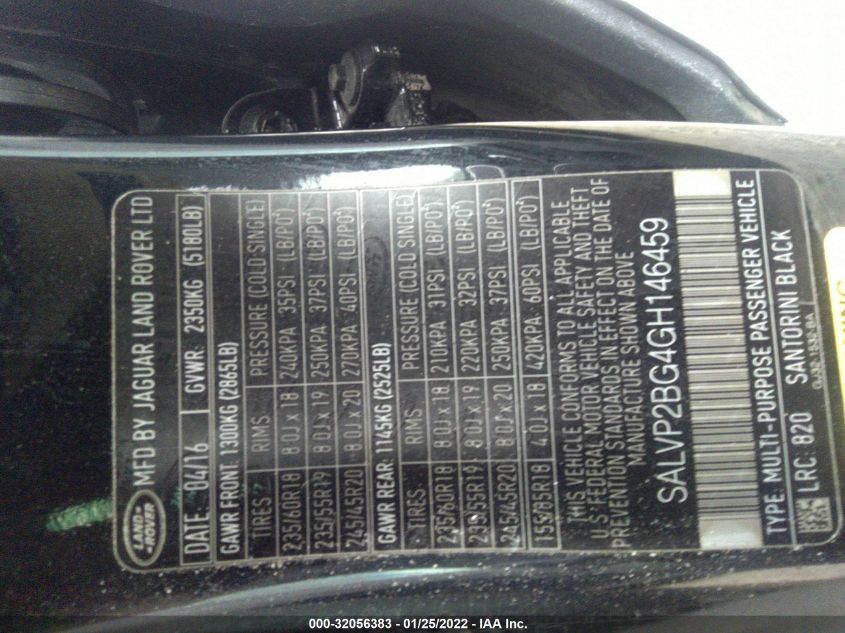 LAND-
ROVER
MFD BY JAGUAR LAND ROVER LTD
DATE: 04/16 GVWR: 2350KG (5180LB)
GAWR FRONT 1300KG (2865LB)
TIRES RIMS PRESSURE (COLD SINGLE)
235/60R18 8.0J x 18 240KPA 35PSI (LB/PO²)
235/55R19 8.0J x 19 250KPA 37PSI (LB/PO²)
245/45R20 8.0J x 20 270KPA 40PSI (LB/PO²)
GAWR REAR: 1145KG (2525LB)
TIRES RIMS PRESSURE (COLD SINGLE)
235/60R18 8.0J x 18 210KPA 31PSI (LB/PO²)
235/55R19 8.0J x 19 220KPA 32PSI (LB/PO²)
245/45R20 8.0J x 20 250KPA 37PSI (LB/PO²)
155/85R18 4.0J x 18 420KPA 60PSI (LB/PO²)
THIS VEHICLE CONFORMS TO ALL APPLICABLE
U S FEDERAL MOTOR VEHICLE SAFETY AND THEFT
PREVENTION STANDARDS IN EFFECT ON THE DATE OF
MANUFACTURE SHOWN ABOVE
SALVP2BG4GH146459
TYPE: MULTI-PURPOSE PASSENGER VEHICLE
LRC: 820 SANTORINI BLACK
000-32056383 - 01/25/2022 - IAA Inc.